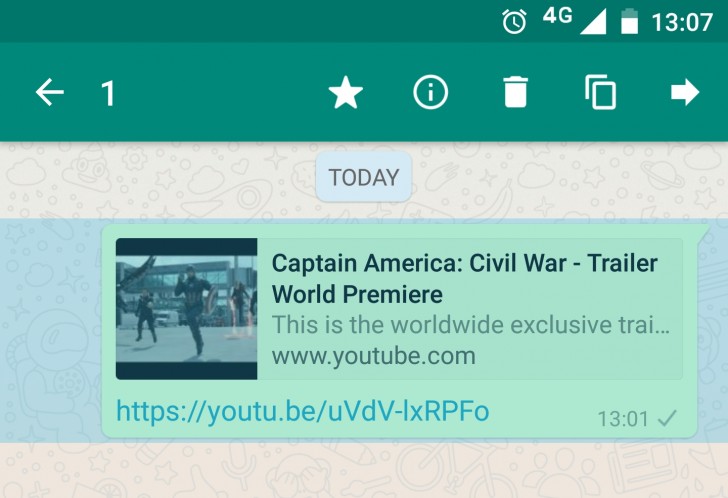 4G 13:07
1
TODAY
Captain America: Civil War - Trailer
World Premiere
This is the worldwide exclusive trai...
www.youtube.com
https://youtu.be/uVdV-lxRPFo
13:01